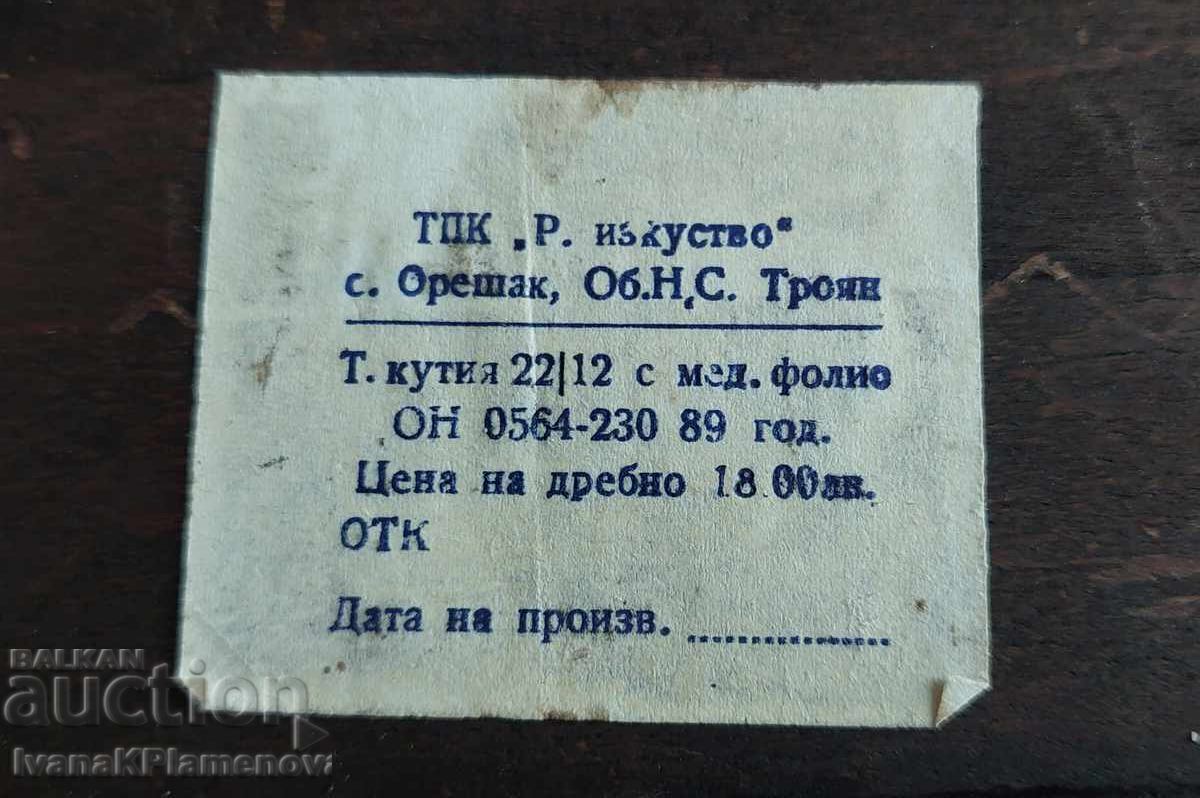 ТПК „Р. изкуство“
с. Орешак, Об.Н.С. Троян
Т. кутия 22|12 с мед. фолио
ОН 0564-230 89 год.
Цена на дребно 18.00лв.
ОТК
Дата на произв. ....................
BALKAN
auction
IvanaKPlamenova